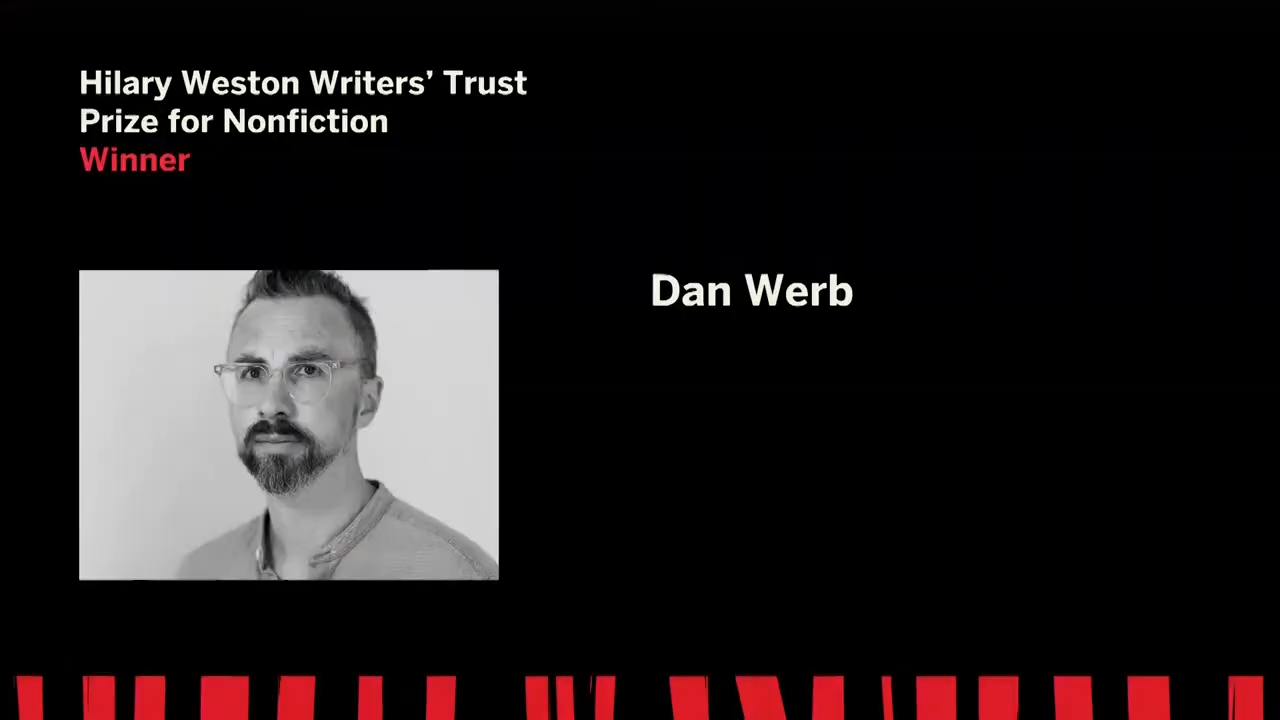 Hilary Weston Writers’ Trust
Prize for Nonfiction
Winner
Dan Werb